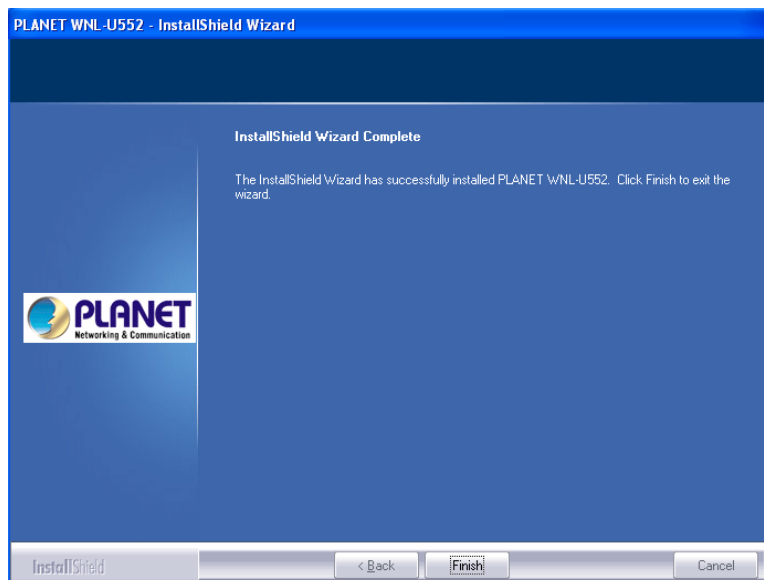 PLANET WNL-U552 - InstallShield Wizard
InstallShield Wizard Complete
The InstallShield Wizard has successfully installed PLANET WNL-U552. Click Finish to exit the
wizard.
PLANET
Networking & Communication
InstallShield
< Back
Finish
Cancel